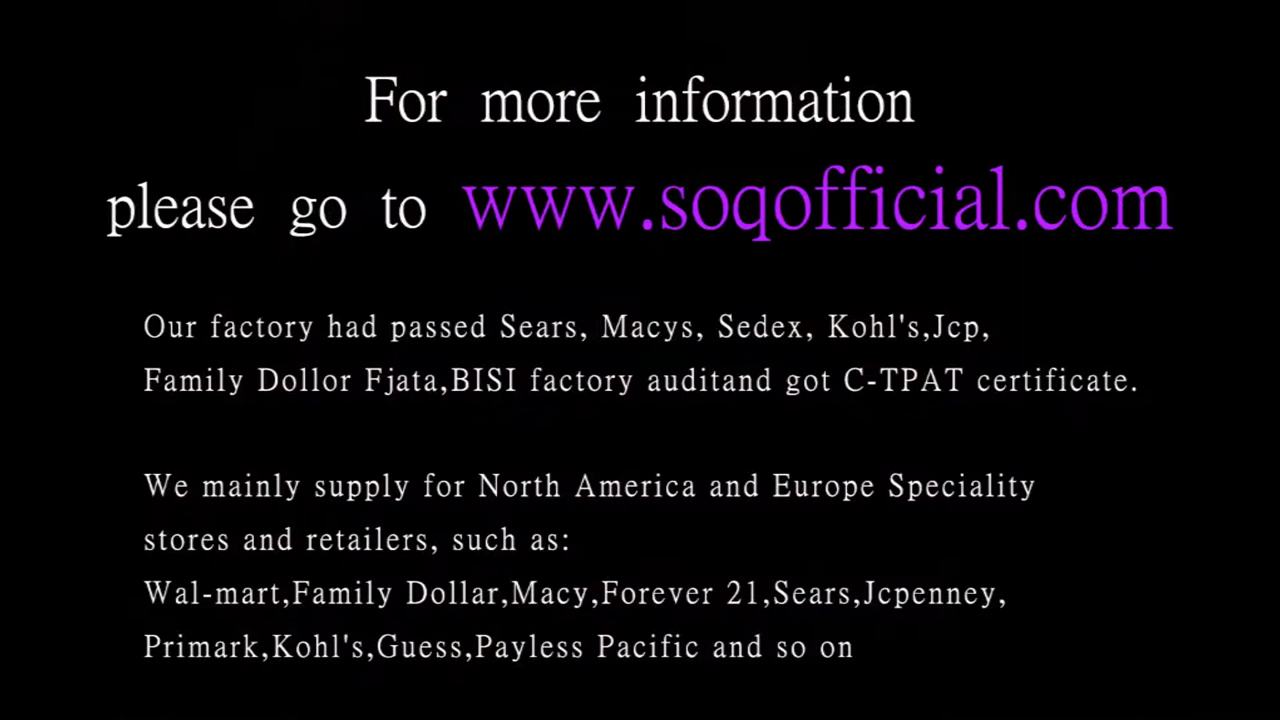 For more information
please go to www.soqofficial.com
Our factory had passed Sears, Macys, Sedex, Kohl's,Jcp,
Family Dollor Fjata,BISI factory auditand got C-TPAT certificate.
We mainly supply for North America and Europe Speciality
stores and retailers, such as:
Wal-mart,Family Dollar,Macy,Forever 21,Sears,Jcpenney,
Primark,Kohl's,Guess,Payless Pacific and so on